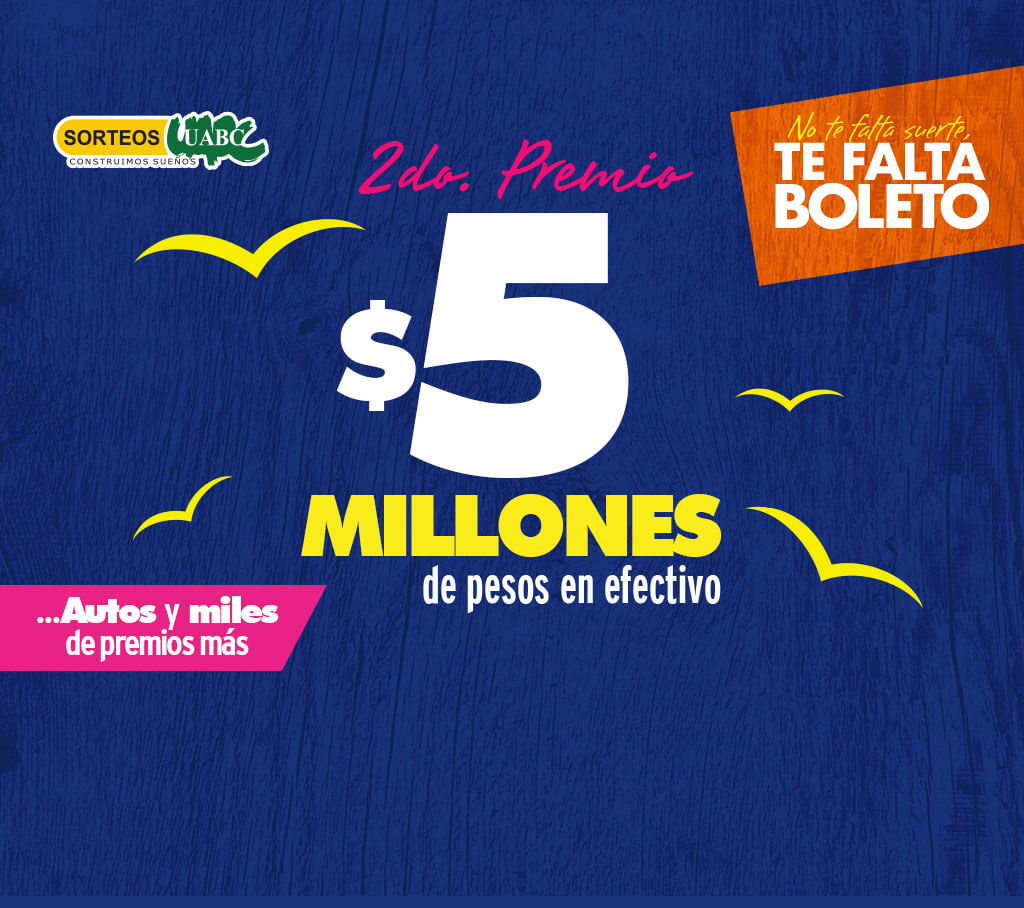 SORTEOS UABC
CONSTRUIMOS SUEÑOS
2do. Premio
No te falta suerte,
TE FALTA
BOLETO
$5
MILLONES
de pesos en efectivo
...Autos y miles
de premios más